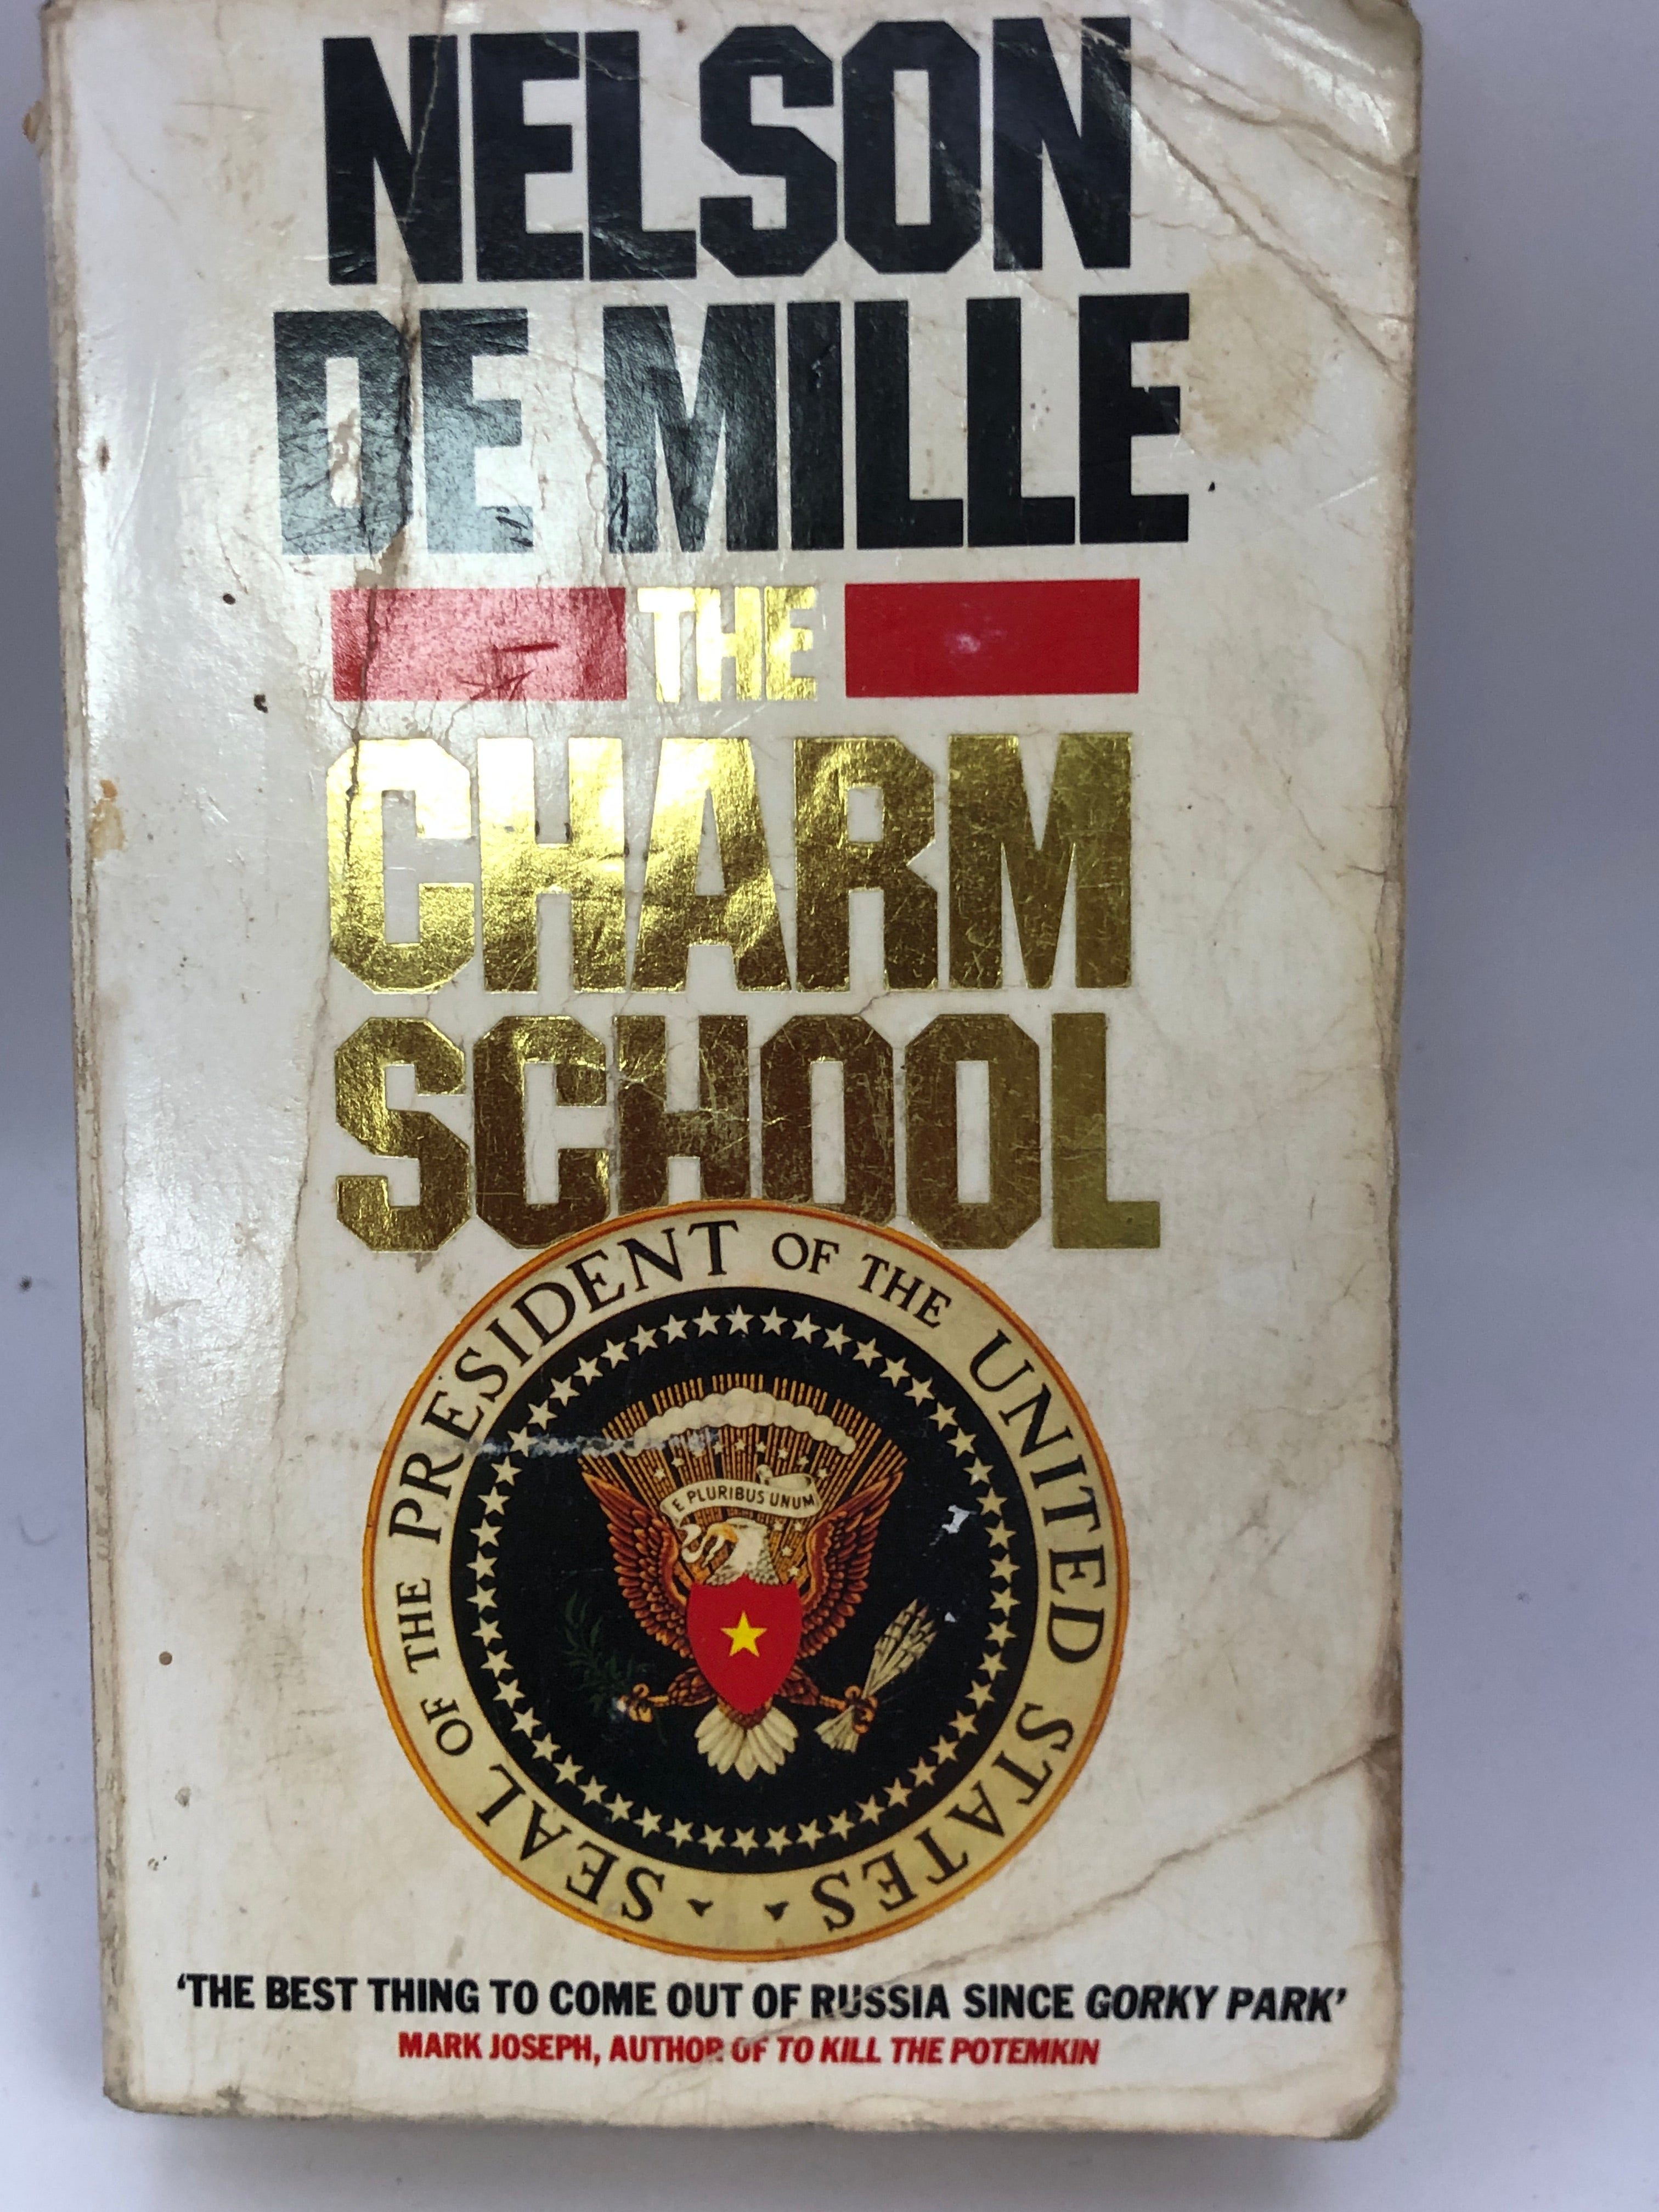 NELSON
DE MILLE
THE
CHARM
SCHOOL
SEAL OF THE PRESIDENT OF THE UNITED STATES
E PLURIBUS UNUM
‘THE BEST THING TO COME OUT OF RUSSIA SINCE GORKY PARK’
MARK JOSEPH, AUTHOR OF TO KILL THE POTEMKIN